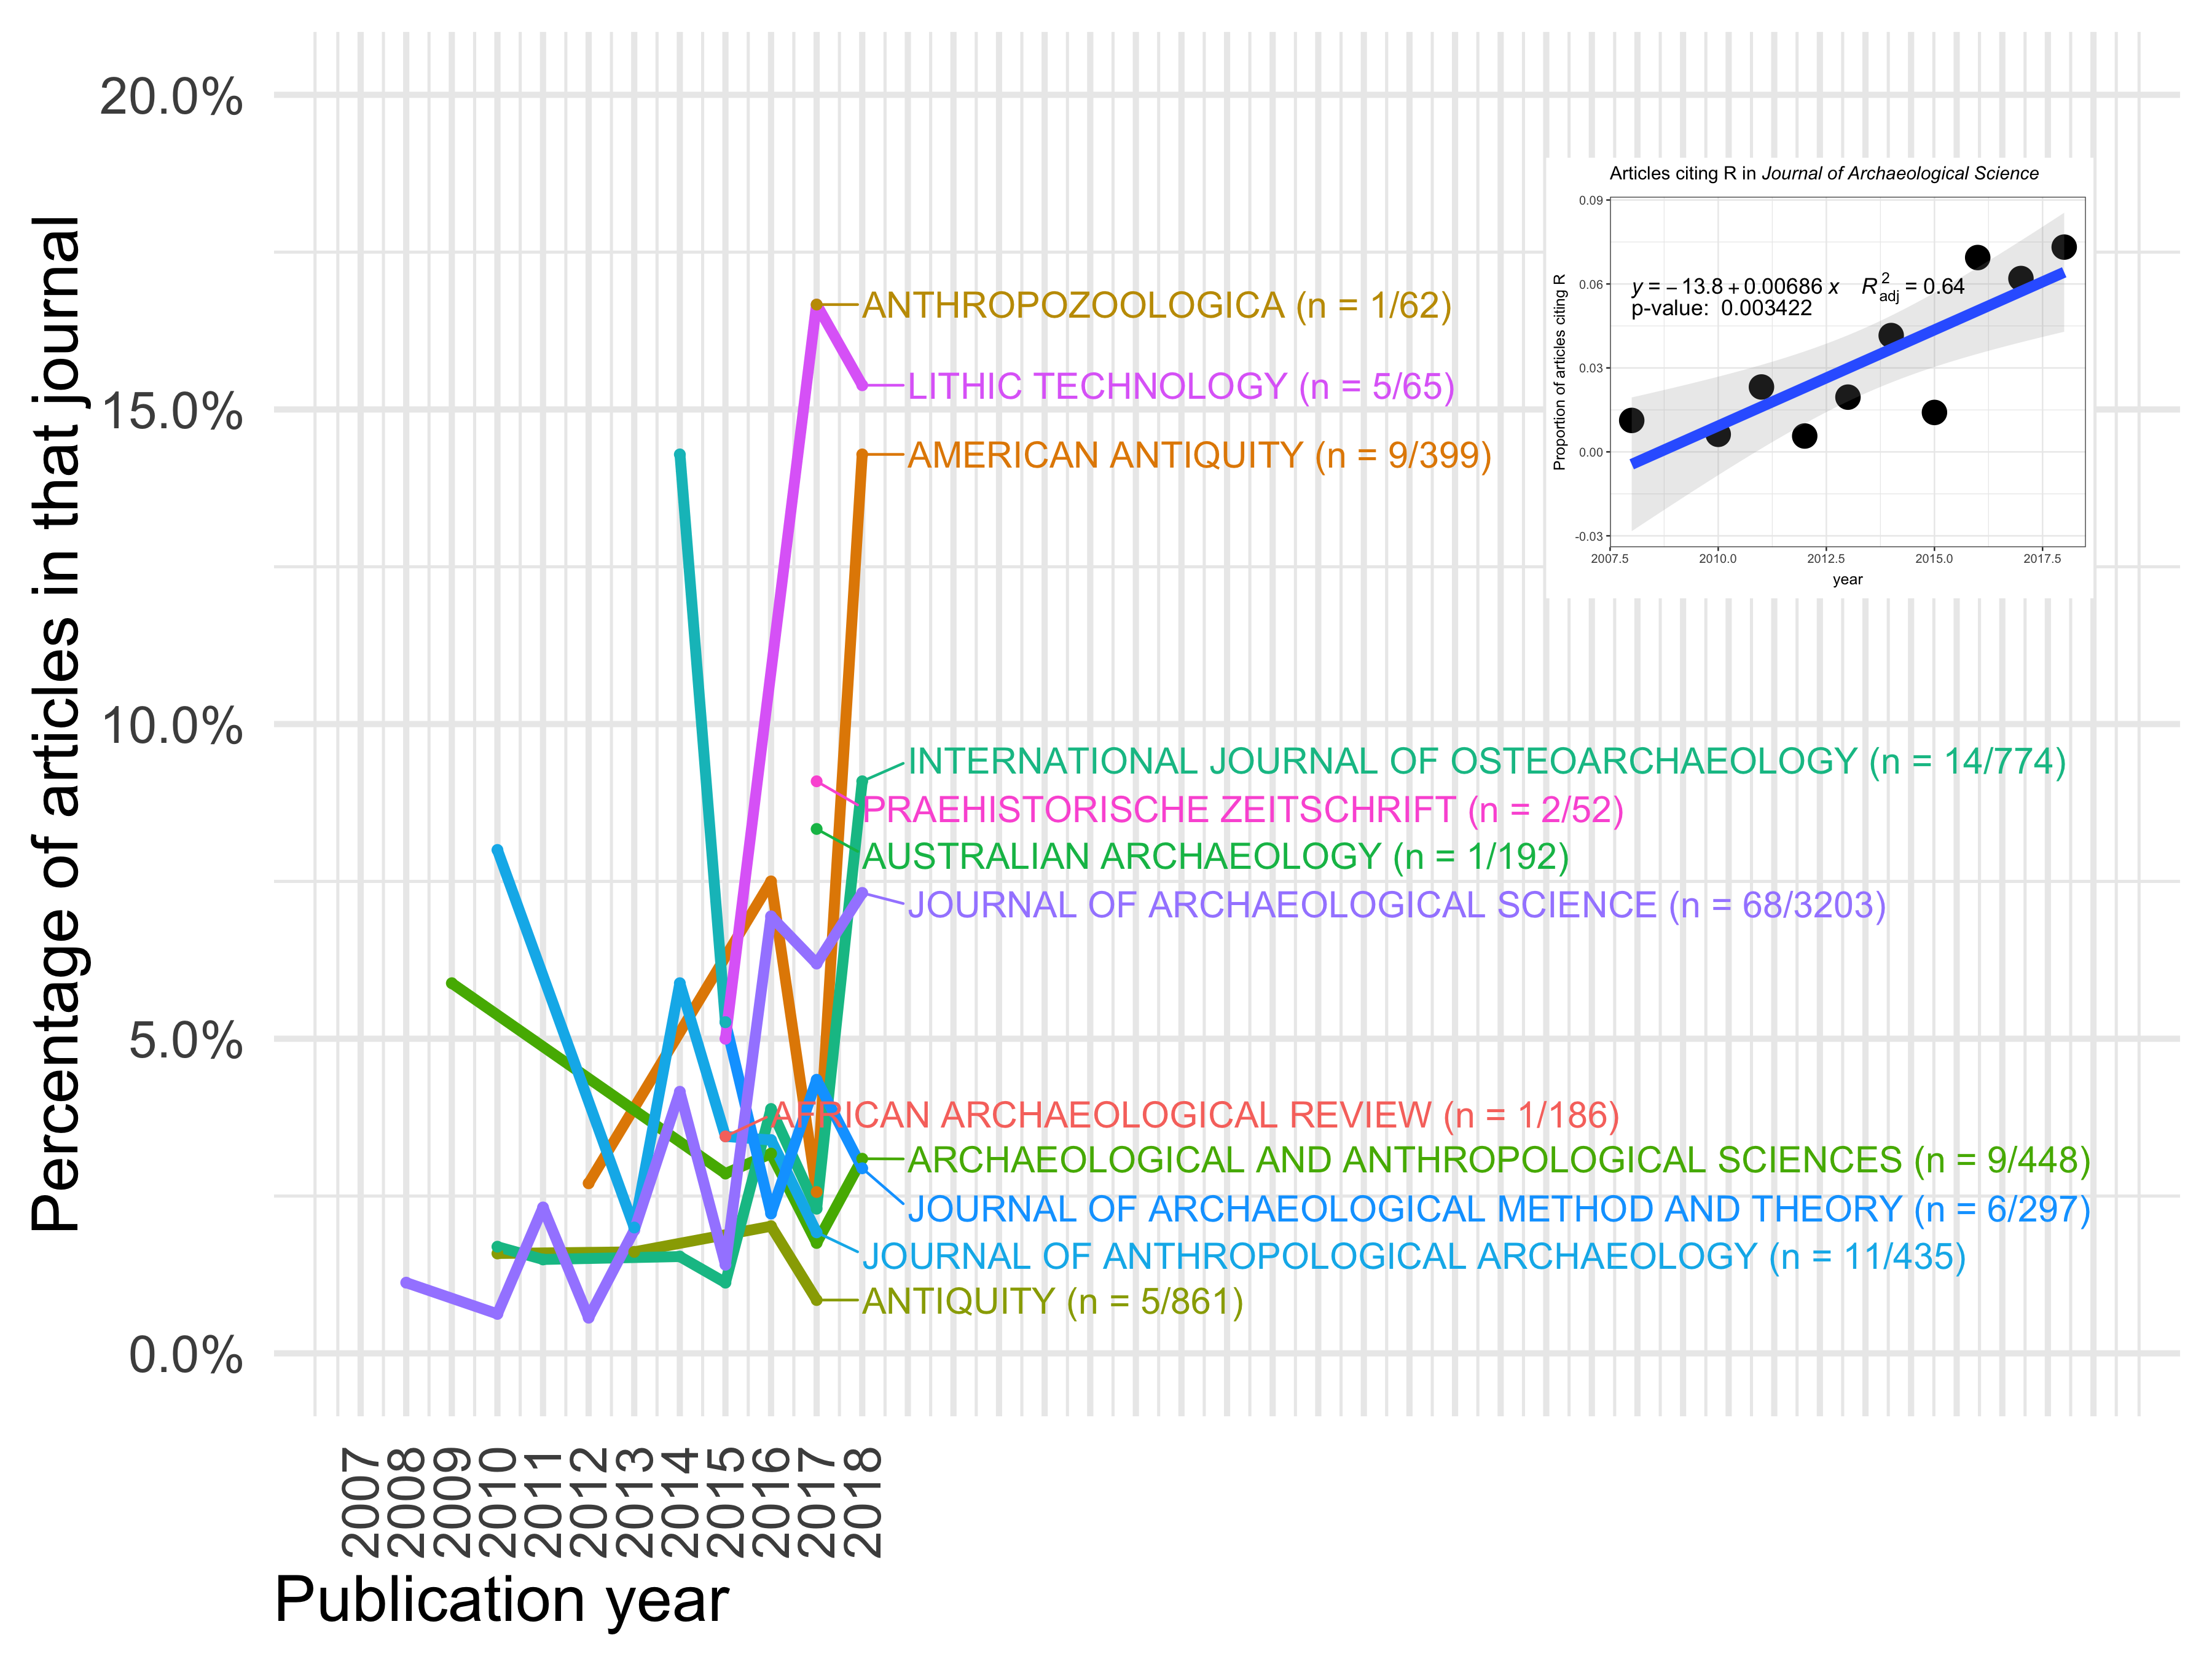 Percentage of articles in that journal
20.0%
15.0%
10.0%
5.0%
0.0%
ANTHROPOZOOLOGICA (n = 1/62)
LITHIC TECHNOLOGY (n = 5/65)
AMERICAN ANTIQUITY (n = 9/399)
INTERNATIONAL JOURNAL OF OSTEOARCHAEOLOGY (n = 14/774)
PRAEHISTORISCHE ZEITSCHRIFT (n = 2/52)
AUSTRALIAN ARCHAEOLOGY (n = 1/192)
JOURNAL OF ARCHAEOLOGICAL SCIENCE (n = 68/3203)
AFRICAN ARCHAEOLOGICAL REVIEW (n = 1/186)
ARCHAEOLOGICAL AND ANTHROPOLOGICAL SCIENCES (n = 9/448)
JOURNAL OF ARCHAEOLOGICAL METHOD AND THEORY (n = 6/297)
JOURNAL OF ANTHROPOLOGICAL ARCHAEOLOGY (n = 11/435)
ANTIQUITY (n = 5/861)
2007
2008
2009
2010
2011
2012
2013
2014
2015
2016
2017
2018
Publication year
Articles citing R in Journal of Archaeological Science
Proportion of articles citing R
0.09
0.06
0.03
0.00
-0.03
y = − 13.8 + 0.00686 x R²adj = 0.64
p-value: 0.003422
2007.5 2010.0 2012.5 2015.0 2017.5
year